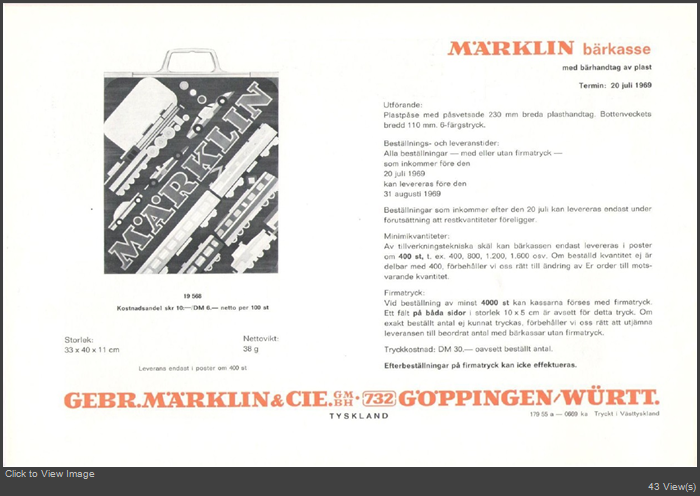 MÄRKLIN bärkasse
med bärhandtag av plast
Termin: 20 juli 1969
MÄRKLIN
19 568
Kostnadsandel skr 10:—/DM 6.— netto per 100 st
Storlek:
33 x 40 x 11 cm
Nettovikt:
38 g
Leverans endast i poster om 400 st
Utförande:
Plastpåse med påsvetsade 230 mm breda plasthandtag. Bottenveckets
bredd 110 mm. 6-färgstryck.
Beställnings- och leveranstider:
Alla beställningar — med eller utan firmatryck —
som inkommer före den
20 juli 1969
kan levereras före den
31 augusti 1969
Beställningar som inkommer efter den 20 juli kan levereras endast under
förutsättning att restkvantiteter föreligger.
Minimikvantiteter:
Av tillverkningstekniska skäl kan bärkassen endast levereras i poster
om 400 st, t. ex. 400, 800, 1.200, 1.600 osv. Om beställd kvantitet ej är
delbar med 400, förbehåller vi oss rätt till ändring av Er order till mots-
varande kvantitet.
Firmatryck:
Vid beställning av minst 4000 st kan kassarna förses med firmatryck.
Ett fält på båda sidor i storlek 10 x 5 cm är avsett för detta tryck. Om
exakt beställt antal ej kunnat tryckas, förbehåller vi oss rätt att utjämna
leveransen till beordrat antal med bärkassar utan firmatryck.
Tryckkostnad: DM 30.— oavsett beställt antal.
Efterbeställningar på firmatryck kan icke effektueras.
GEBR. MÄRKLIN & CIE. GMBH · 732 GÖPPINGEN/WÜRTT.
TYSKLAND
179 55 a — 0669 ka Tryckt i Västtyskland
Click to View Image
43 View(s)